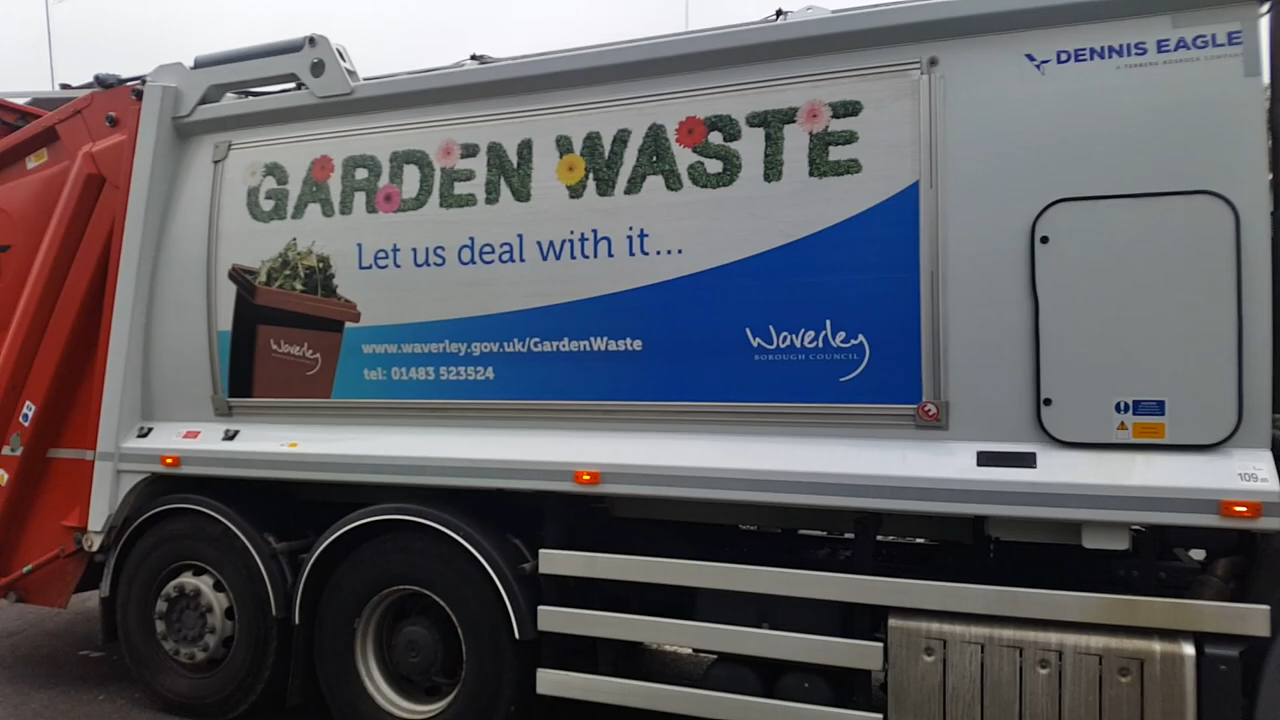 DENNIS EAGLE
A TERBERG ROSROCA COMPANY
GARDEN WASTE
Let us deal with it...
Waverley
www.waverley.gov.uk/GardenWaste
tel: 01483 523524
Waverley
BOROUGH COUNCIL
109